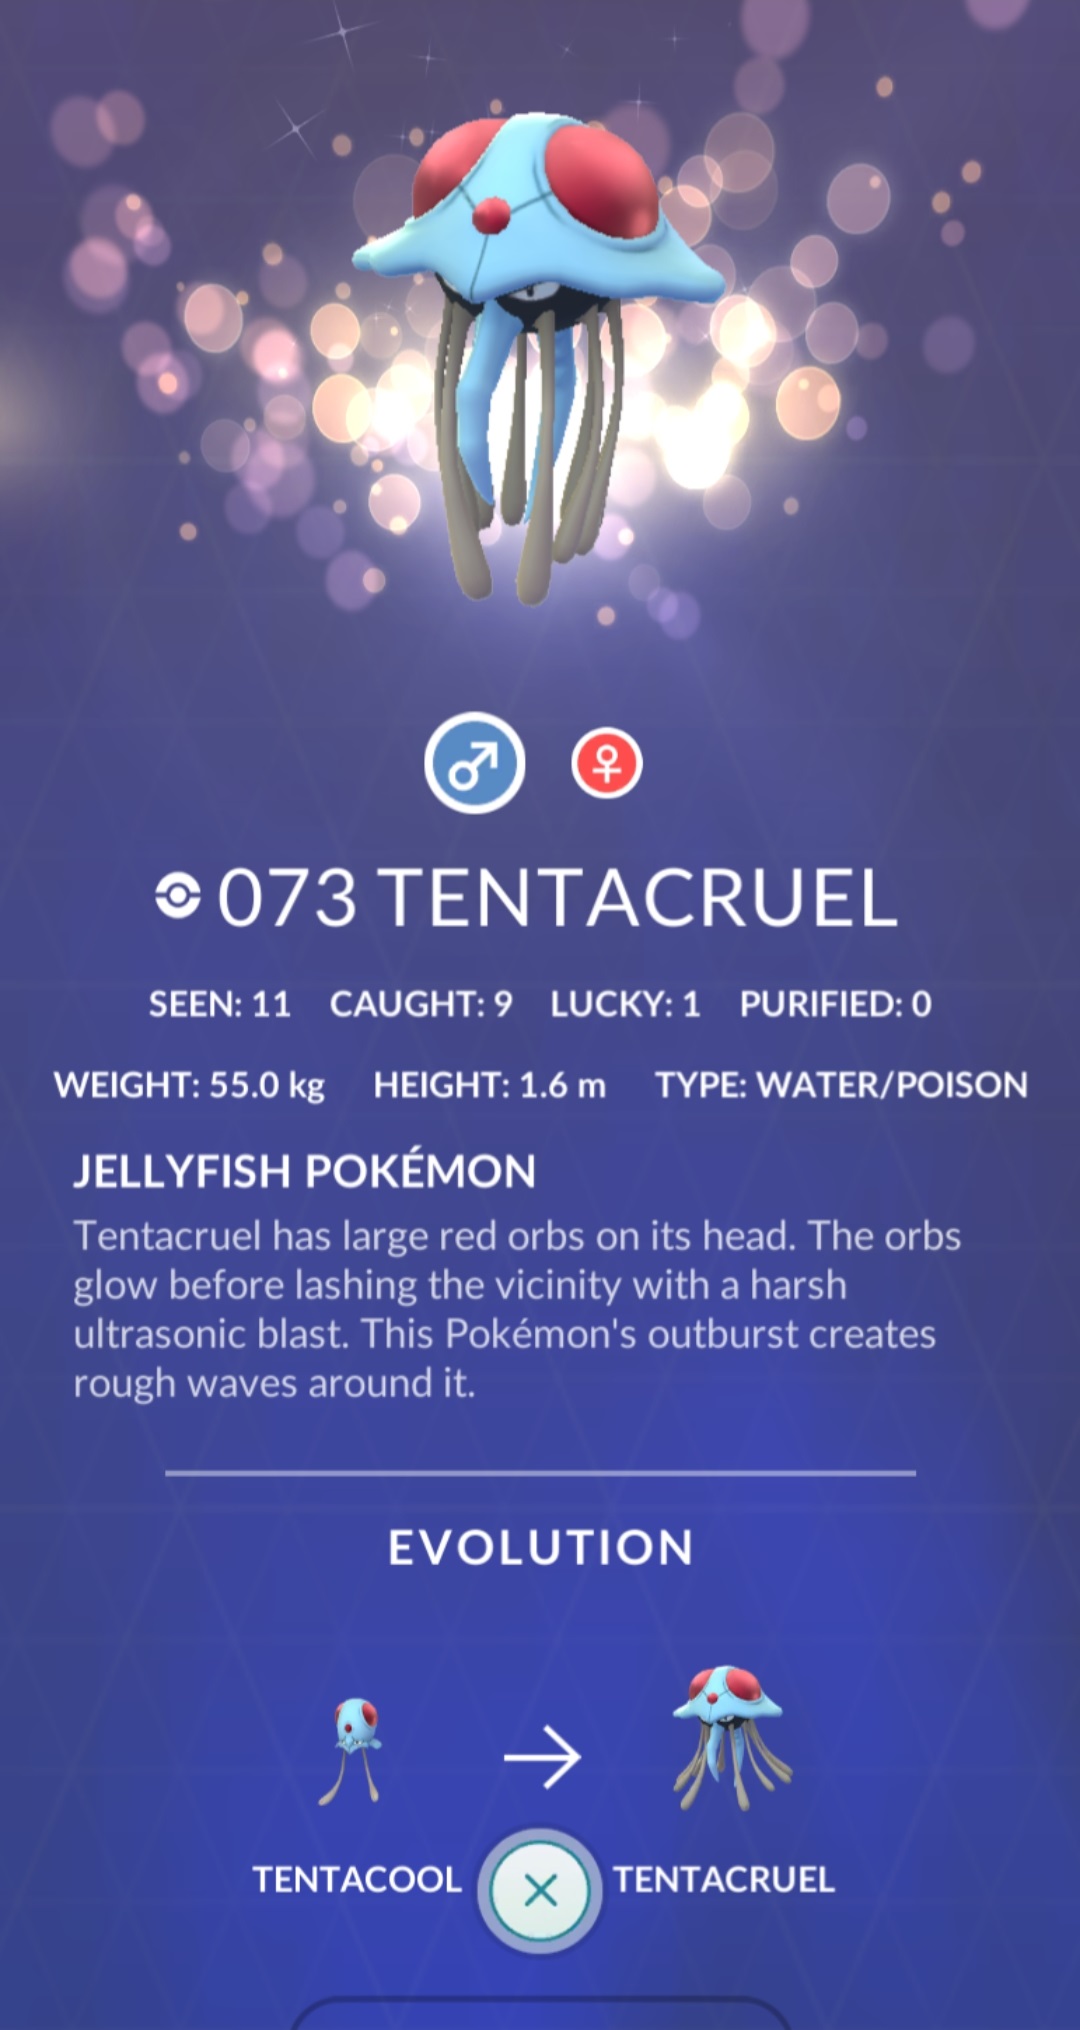 073 TENTACRUEL
SEEN: 11 CAUGHT: 9 LUCKY: 1 PURIFIED: 0
WEIGHT: 55.0 kg HEIGHT: 1.6 m TYPE: WATER/POISON
JELLYFISH POKÉMON
Tentacruel has large red orbs on its head. The orbs
glow before lashing the vicinity with a harsh
ultrasonic blast. This Pokémon's outburst creates
rough waves around it.
EVOLUTION
TENTACOOL TENTACRUEL